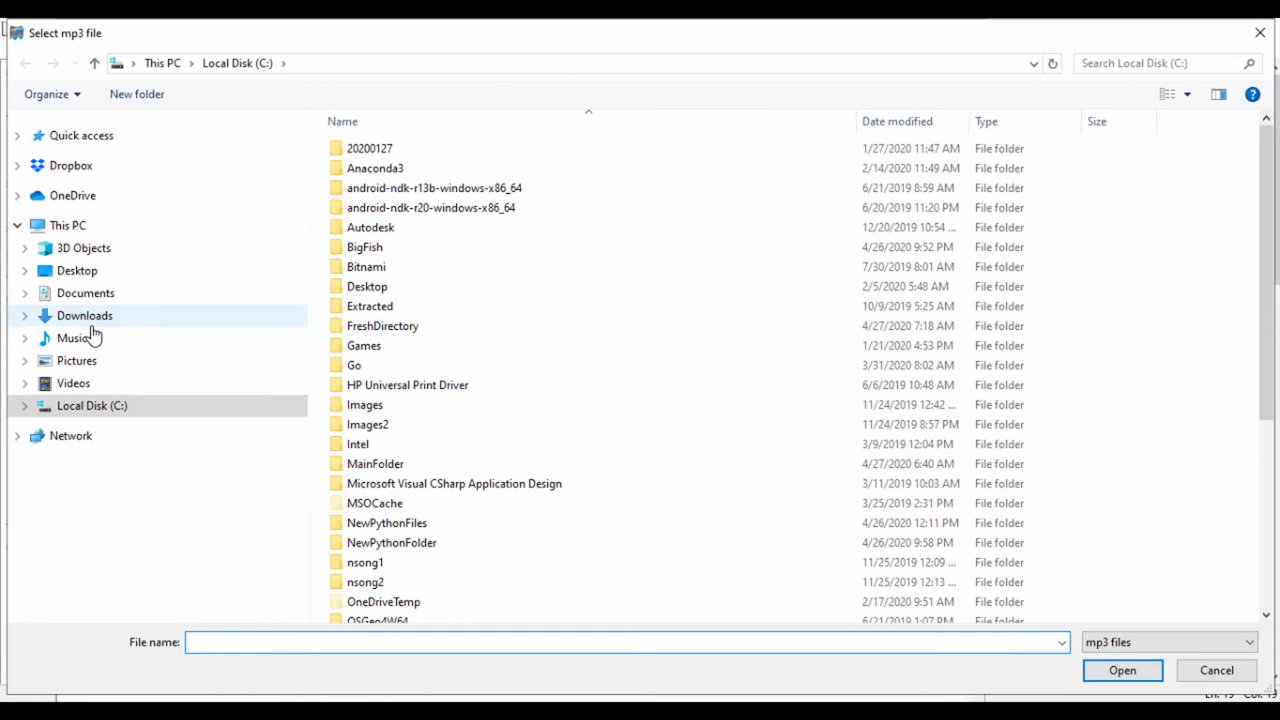 Select mp3 file
This PC > Local Disk (C:) >
Search Local Disk (C:)
Organize
New folder
Quick access
Dropbox
OneDrive
This PC
3D Objects
Desktop
Documents
Downloads
Music
Pictures
Videos
Local Disk (C:)
Network
Name Date modified Type Size
20200127 1/27/2020 11:47 AM File folder
Anaconda3 2/14/2020 11:49 AM File folder
android-ndk-r13b-windows-x86_64 6/21/2019 8:59 AM File folder
android-ndk-r20-windows-x86_64 6/20/2019 11:20 PM File folder
Autodesk 12/20/2019 10:54 ... File folder
BigFish 4/26/2020 9:52 PM File folder
Bitnami 7/30/2019 8:01 AM File folder
Desktop 2/5/2020 5:48 AM File folder
Extracted 10/9/2019 5:25 AM File folder
FreshDirectory 4/27/2020 7:18 AM File folder
Games 1/21/2020 4:53 PM File folder
Go 3/31/2020 8:02 AM File folder
HP Universal Print Driver 6/6/2019 10:48 AM File folder
Images 11/24/2019 12:42 ... File folder
Images2 11/24/2019 8:57 PM File folder
Intel 3/9/2019 12:04 PM File folder
MainFolder 4/27/2020 6:40 AM File folder
Microsoft Visual CSharp Application Design 3/11/2019 10:03 AM File folder
MSOCache 3/25/2019 2:31 PM File folder
NewPythonFiles 4/26/2020 12:11 PM File folder
NewPythonFolder 4/26/2020 9:58 PM File folder
nsong1 11/25/2019 12:09 ... File folder
nsong2 11/25/2019 12:13 ... File folder
OneDriveTemp 2/17/2020 9:51 AM File folder
OSGeo4W64 6/21/2019 1:07 PM File folder
File name:
mp3 files
Open
Cancel